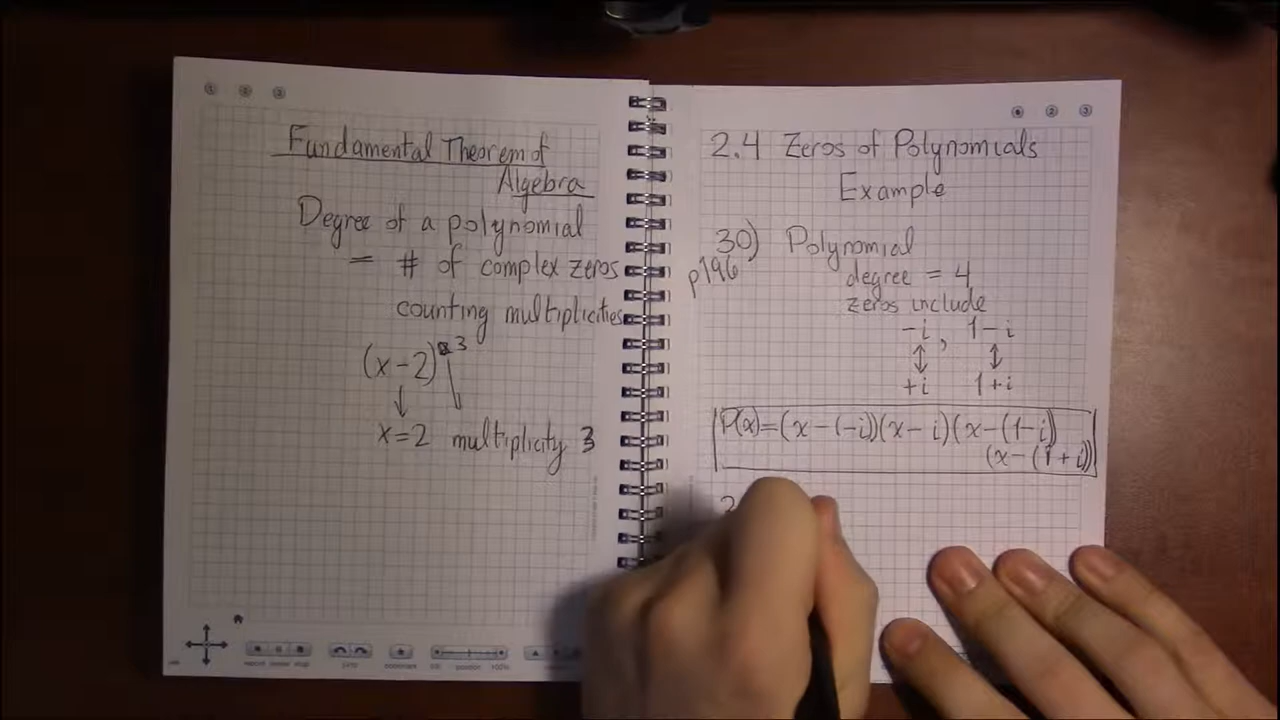 Fundamental Theorem of
Algebra
Degree of a polynomial
= # of complex zeros
counting multiplicities
(x-2)³
x=2 multiplicity 3
2.4 Zeros of Polynomials
Example
30) Polynomial
p196
degree = 4
zeros include
-i, 1-i
+i 1+i
P(x)=(x-(-i))(x-i)(x-(1-i))
(x-(1+i))